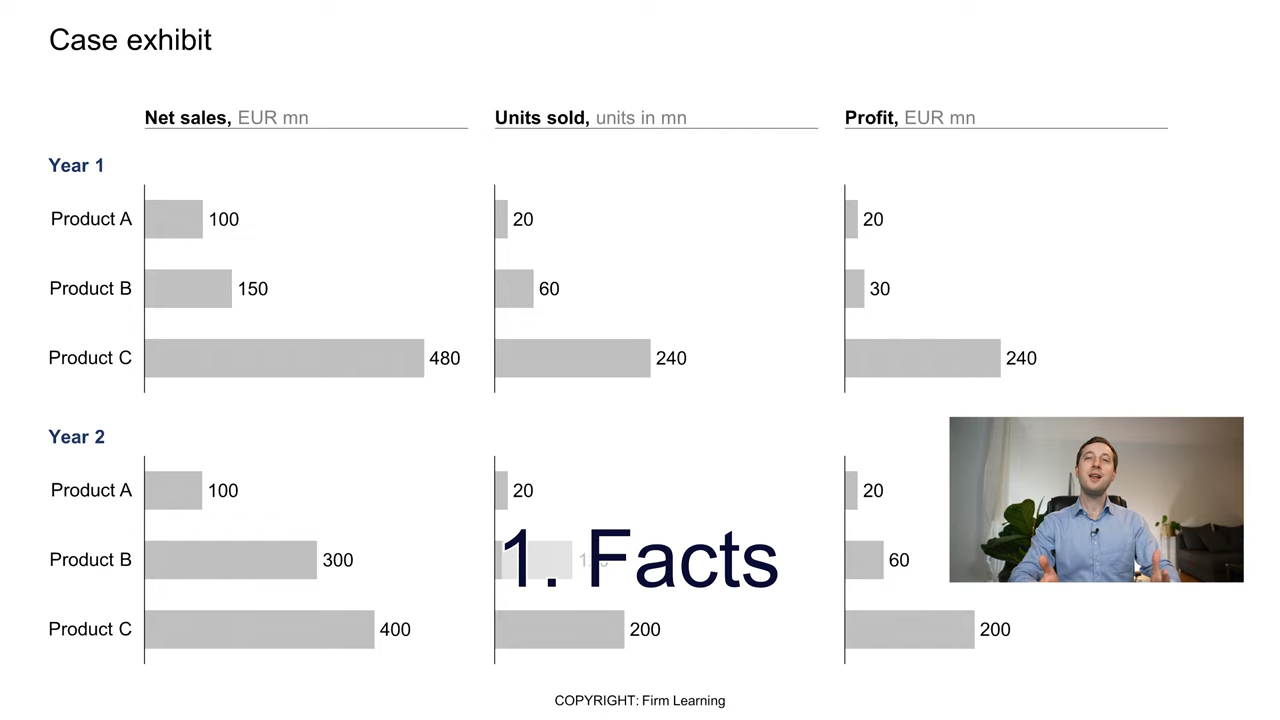 Case exhibit
Net sales, EUR mn
Units sold, units in mn
Profit, EUR mn
Year 1
Product A 100 20 20
Product B 150 60 30
Product C 480 240 240
Year 2
Product A 100 20 20
Product B 300 60
1. Facts
Product C 400 200 200
COPYRIGHT: Firm Learning